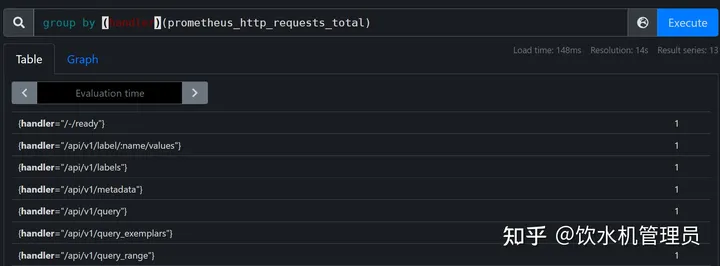 group by (handler)(prometheus_http_requests_total)
Execute
Table
Graph
Load time: 148ms Resolution: 14s Result series: 13
Evaluation time
{handler="/-/ready"} 1
{handler="/api/v1/label/:name/values"} 1
{handler="/api/v1/labels"} 1
{handler="/api/v1/metadata"} 1
{handler="/api/v1/query"} 1
{handler="/api/v1/query_exemplars"}
{handler="/api/v1/query_range"} 1
知乎 @饮水机管理员